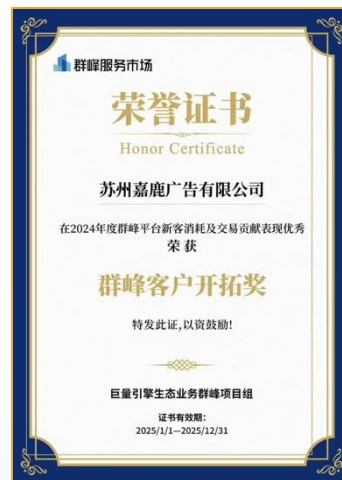 群峰服务市场
荣誉证书
Honor Certificate
苏州嘉鹿广告有限公司
在2024年度群峰平台新客消耗及交易贡献表现优秀
荣获
群峰客户开拓奖
特发此证,以资鼓励!
巨量引擎生态业务群峰项目组
证书有效期:
2025/1/1—2025/12/31